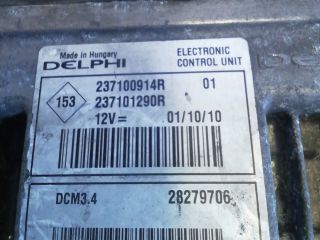 Made in Hungary
DELPHI
ELECTRONIC
CONTROL UNIT
153
237100914R 01
237101290R
12V= 01/10/10
DCM3.4 28279706